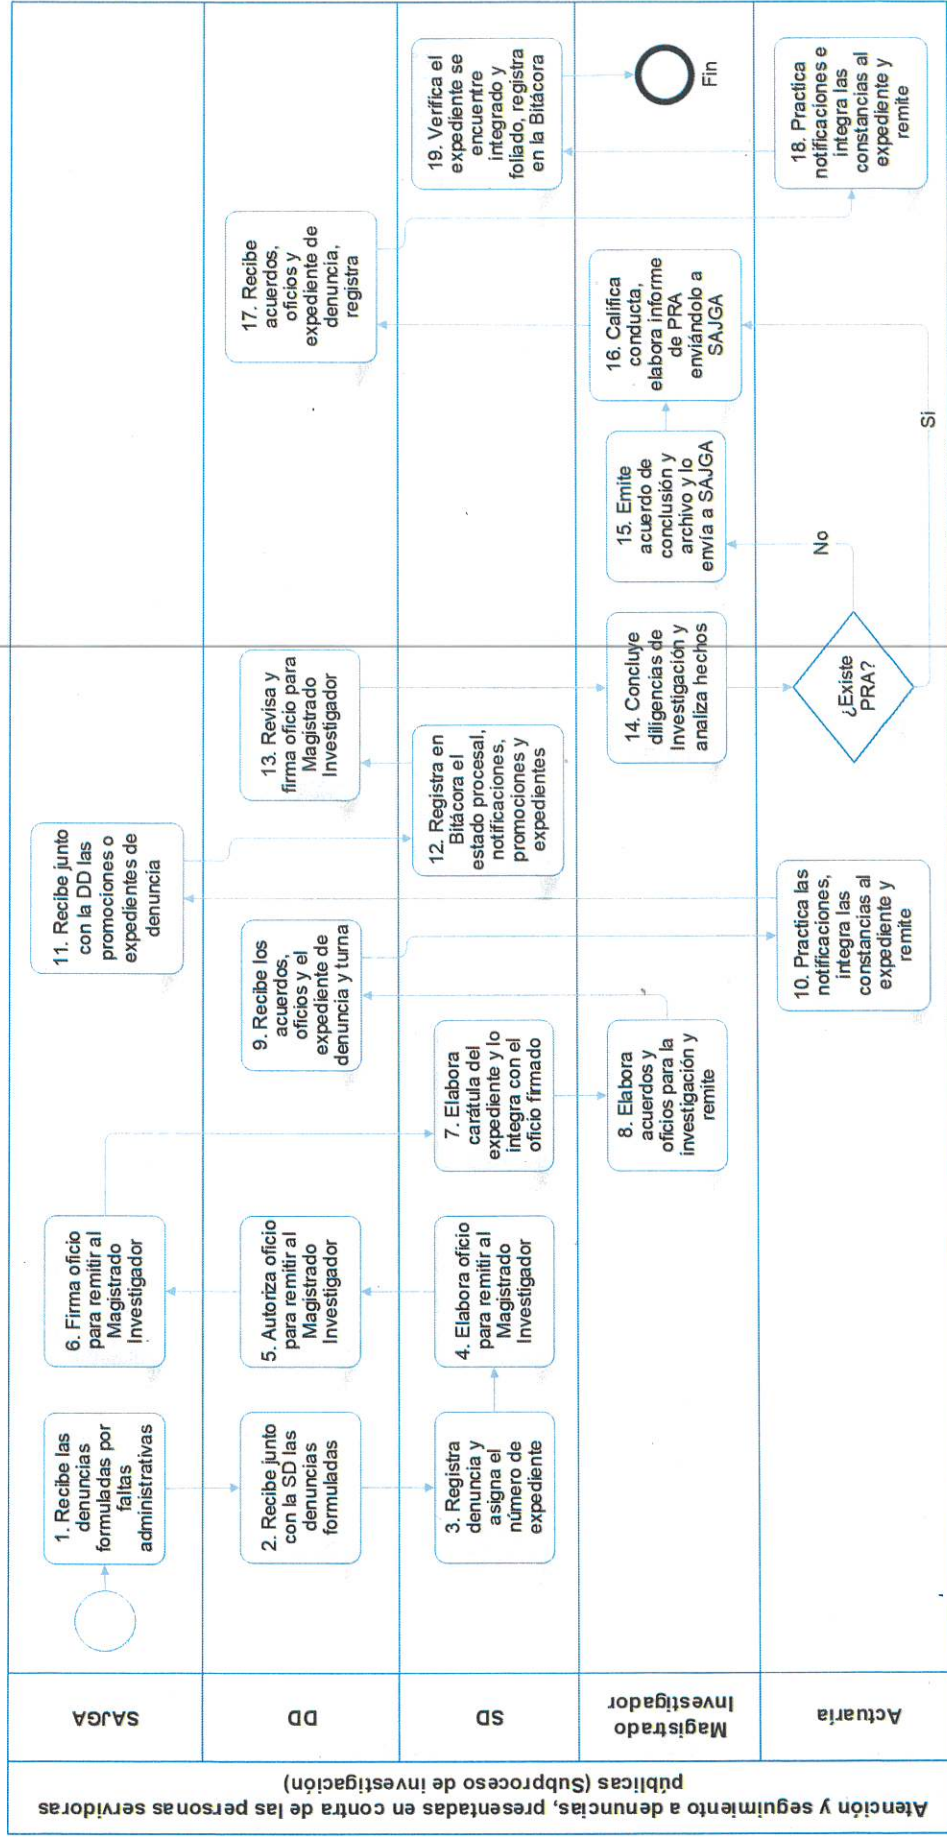 Atención y seguimiento a denuncias, presentadas en contra de las personas servidoras
públicas (Subproceso de investigación)
SAJGA
DD
SD
Magistrado
Investigador
Actuaría
1. Recibe las
denuncias
formuladas por
faltas
administrativas
2. Recibe junto
con la SD las
denuncias
formuladas
3. Registra
denuncia y
asigna el
número de
expediente
4. Elabora oficio
para remitir al
Magistrado
Investigador
5. Autoriza oficio
para remitir al
Magistrado
Investigador
6. Firma oficio
para remitir al
Magistrado
Investigador
7. Elabora
carátula del
expediente y lo
integra con el
oficio firmado
8. Elabora
acuerdos y
oficios para la
investigación y
remite
9. Recibe los
acuerdos,
oficios y el
expediente de
denuncia y turna
10. Practica las
notificaciones,
integra las
constancias al
expediente y
remite
11. Recibe junto
con la DD las
promociones o
expedientes de
denuncia
12. Registra en
Bitácora el
estado procesal,
notificaciones,
promociones y
expedientes
13. Revisa y
firma oficio para
Magistrado
Investigador
14. Concluye
diligencias de
Investigación y
analiza hechos
¿Existe
PRA?
No
Si
15. Emite
acuerdo de
conclusión y
archivo y lo
envía a SAJGA
16. Califica
conducta,
elabora informe
de PRA
enviándolo a
SAJGA
17. Recibe
acuerdos,
oficios y
expediente de
denuncia,
registra
18. Practica
notificaciones e
integra las
constancias al
expediente y
remite
19. Verifica el
expediente se
encuentre
integrado y
foliado, registra
en la Bitácora
Fin